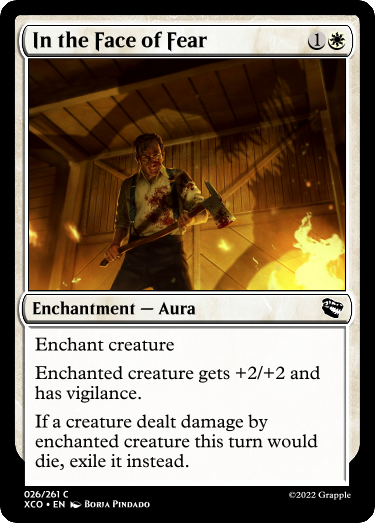 In the Face of Fear 1
Enchantment — Aura
Enchant creature
Enchanted creature gets +2/+2 and
has vigilance.
If a creature dealt damage by
enchanted creature this turn would
die, exile it instead.
026/261 C
XCO • EN Borja Pindado
©2022 Grapple